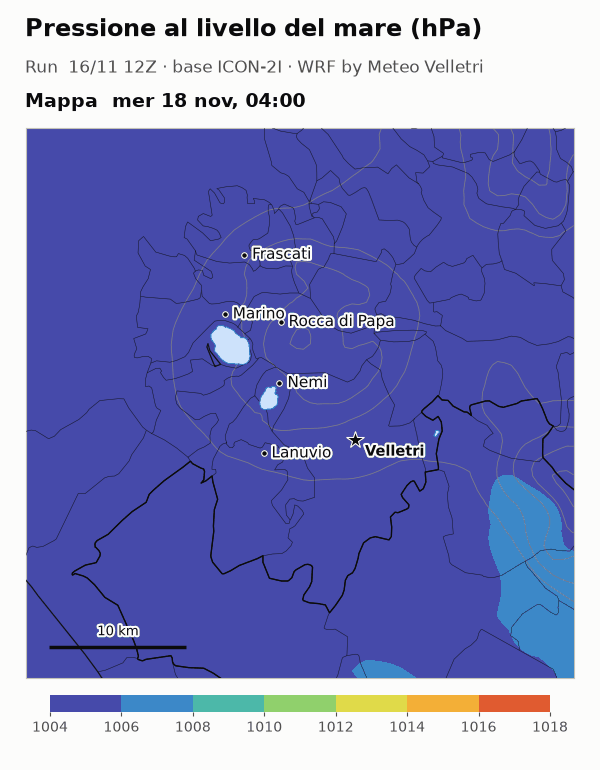 Pressione al livello del mare (hPa)
Run  16/11 12Z · base ICON-2I · WRF by Meteo Velletri
Mappa  mer 18 nov, 04:00
Frascati
Marino
Rocca di Papa
Nemi
Velletri
Lanuvio
10 km
1004 1006 1008 1010 1012 1014 1016 1018